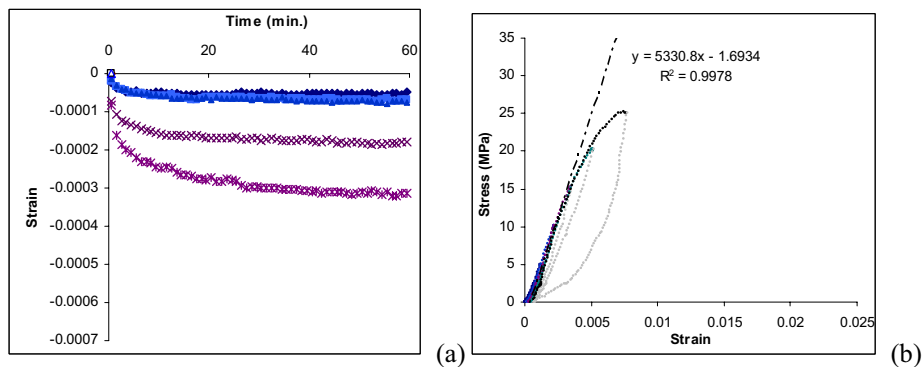 Time (min.)
0 20 40 60
0
-0.0001
-0.0002
-0.0003
-0.0004
-0.0005
-0.0006
-0.0007
Strain
(a)
35
30
25
20
15
10
5
0
Stress (MPa)
y = 5330.8x - 1.6934
R² = 0.9978
0 0.005 0.01 0.015 0.02 0.025
Strain
(b)